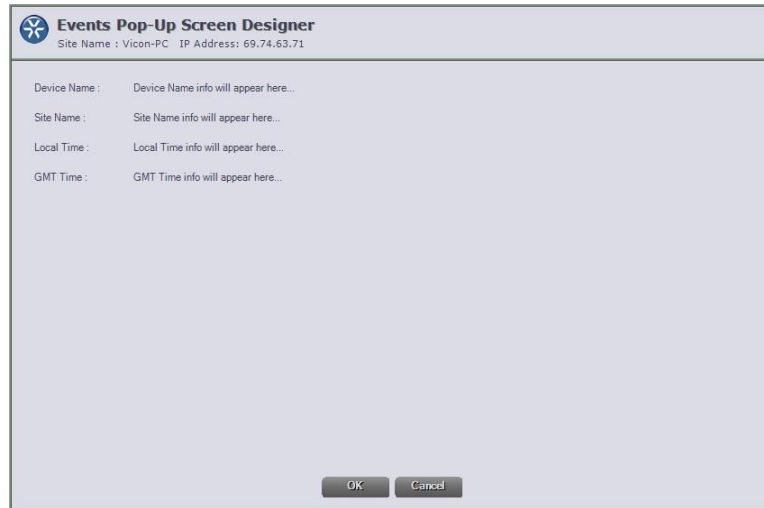 Events Pop-Up Screen Designer
Site Name : Vicon-PC IP Address: 69.74.63.71
Device Name : Device Name info will appear here...
Site Name : Site Name info will appear here...
Local Time : Local Time info will appear here...
GMT Time : GMT Time info will appear here...
OK Cancel